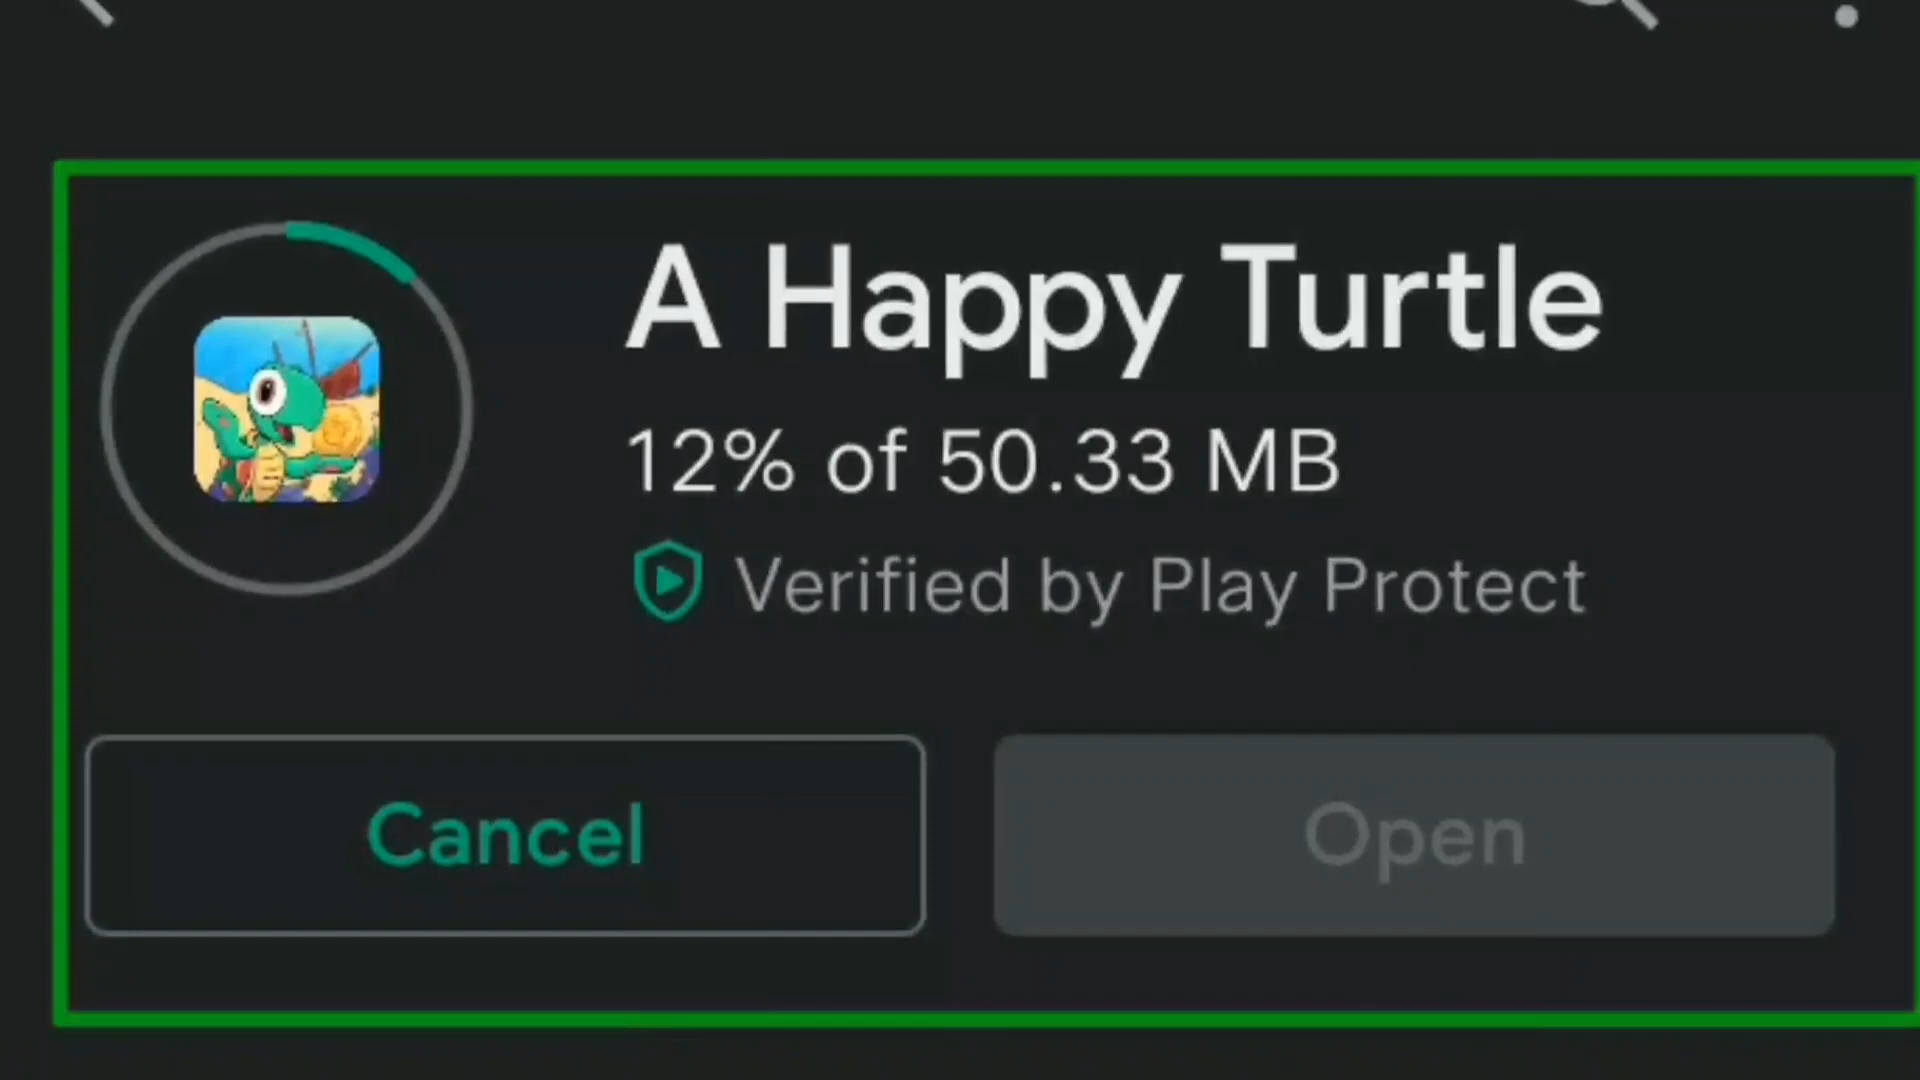 A Happy Turtle
12% of 50.33 MB
Verified by Play Protect
Cancel
Open